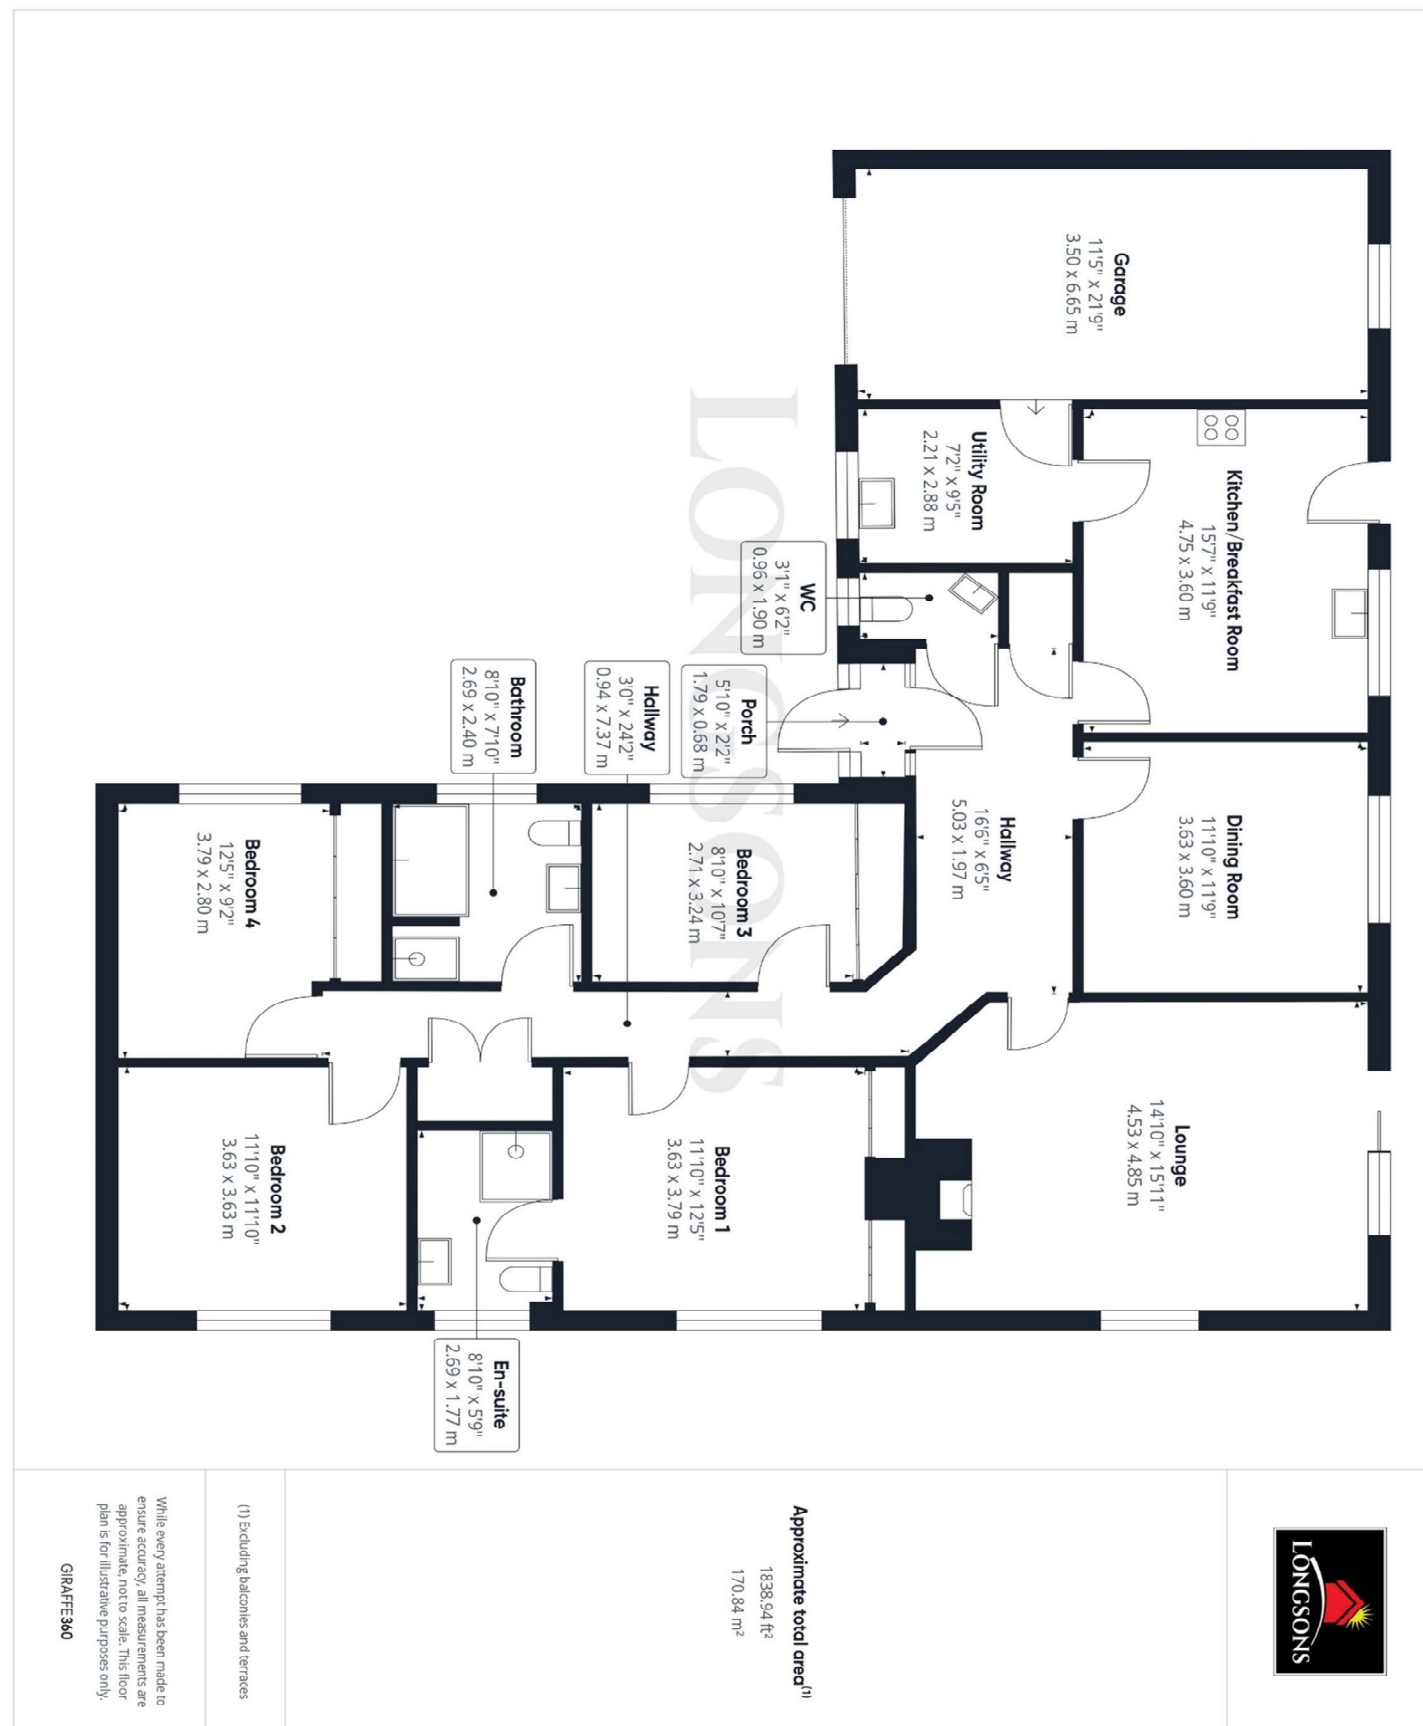 Garage
11'5" x 21'9"
3.50 x 6.65 m
Kitchen/Breakfast Room
15'7" x 11'9"
4.75 x 3.60 m
Utility Room
7'2" x 9'5"
2.21 x 2.88 m
WC
3'1" x 6'2"
0.96 x 1.90 m
Porch
5'10" x 2'2"
1.79 x 0.68 m
Hallway
3'0" x 24'2"
0.94 x 7.37 m
Bathroom
8'10" x 7'10"
2.69 x 2.40 m
Dining Room
11'10" x 11'9"
3.63 x 3.60 m
Hallway
16'6" x 6'5"
5.03 x 1.97 m
Bedroom 3
8'10" x 10'7"
2.71 x 3.24 m
Bedroom 4
12'5" x 9'2"
3.79 x 2.80 m
Lounge
14'10" x 15'11"
4.53 x 4.85 m
Bedroom 1
11'10" x 12'5"
3.63 x 3.79 m
Bedroom 2
11'10" x 11'10"
3.63 x 3.63 m
En-suite
8'10" x 5'9"
2.69 x 1.77 m
LONGSONS
LONGSONS
Approximate total area(1)
1838.94 ft²
170.84 m²
(1) Excluding balconies and terraces
While every attempt has been made to
ensure accuracy, all measurements are
approximate, not to scale. This floor
plan is for illustrative purposes only.
GIRAFFE360